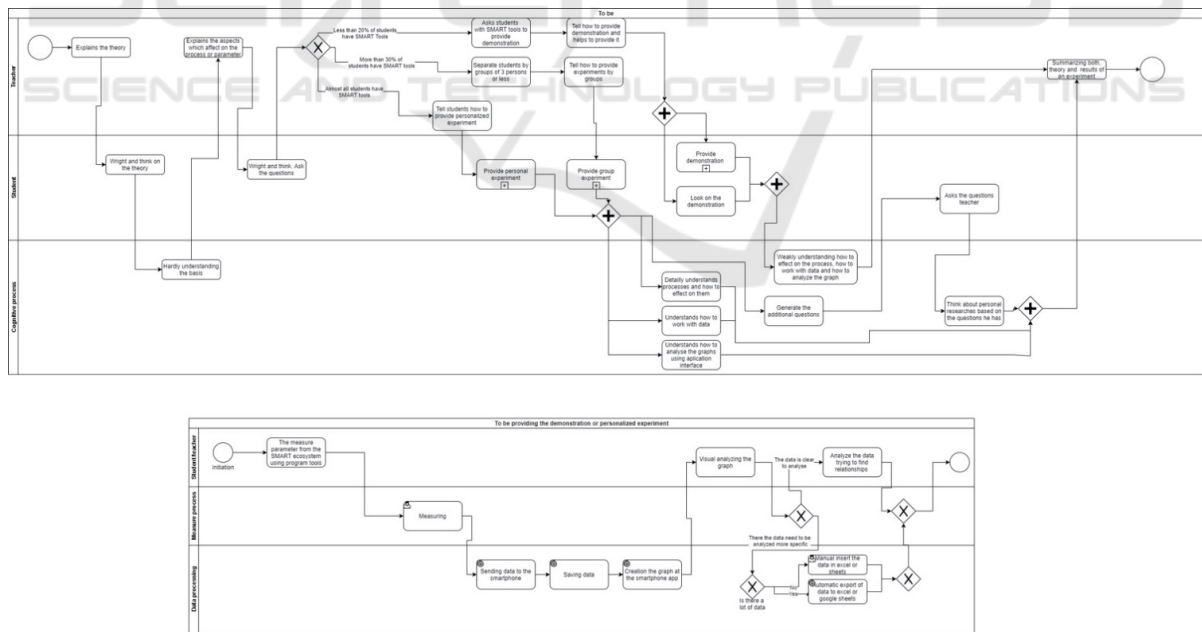 To be
Teacher
Explains the theory
Explains the aspects
which affect on the
process or parameter
Less than 20% of students
have SMART Tools
Asks students
with SMART tools to
provide demonstration
Tell how to provide
demonstration and
helps to provide it
More than 30% of
students have SMART tools
Separate students by
groups of 3 persons
or less
Tell how to provide
experiments by
groups
Almost all students have
SMART tools
Tell students how to
provide personalized
experiment
Summarizing both,
theory and results of
an experiment
SCIENCE AND TECHNOLOGY PUBLICATIONS
Student
Wright and think on
the theory
Wright and think. Ask
the questions
Provide personal
experiment
Provide group
experiment
Provide
demonstration
Look on the
demonstration
Asks the questions
teacher
Cognitive process
Hardly understanding
the basis
Detailly understands
processes and how to
effect on them
Understands how to
work with data
Understands how to
analyse the graphs
using aplication
interface
Weakly understanding how to
effect on the process, how to
work with data and how to
analyze the graph
Generate the
additional questions
Think about personal
researches based on
the questions he has
To be providing the demonstration or personalized experiment
Student/teacher
Initiation
The measure
parameter from the
SMART ecosystem
using program tools
Visual analyzing the
graph
The data is clear
to analyse
Analyze the data
trying to find
relationships
Measure process
Measuring
There the data need to be
analyzed more specific
Data processing
Sending data to the
smartphone
Saving data
Creation the graph at
the smartphone app
Is there a
lot of data
No
Yes
Manual insert the
data in excel or
sheets
Automatic export of
data to excel or
google sheets